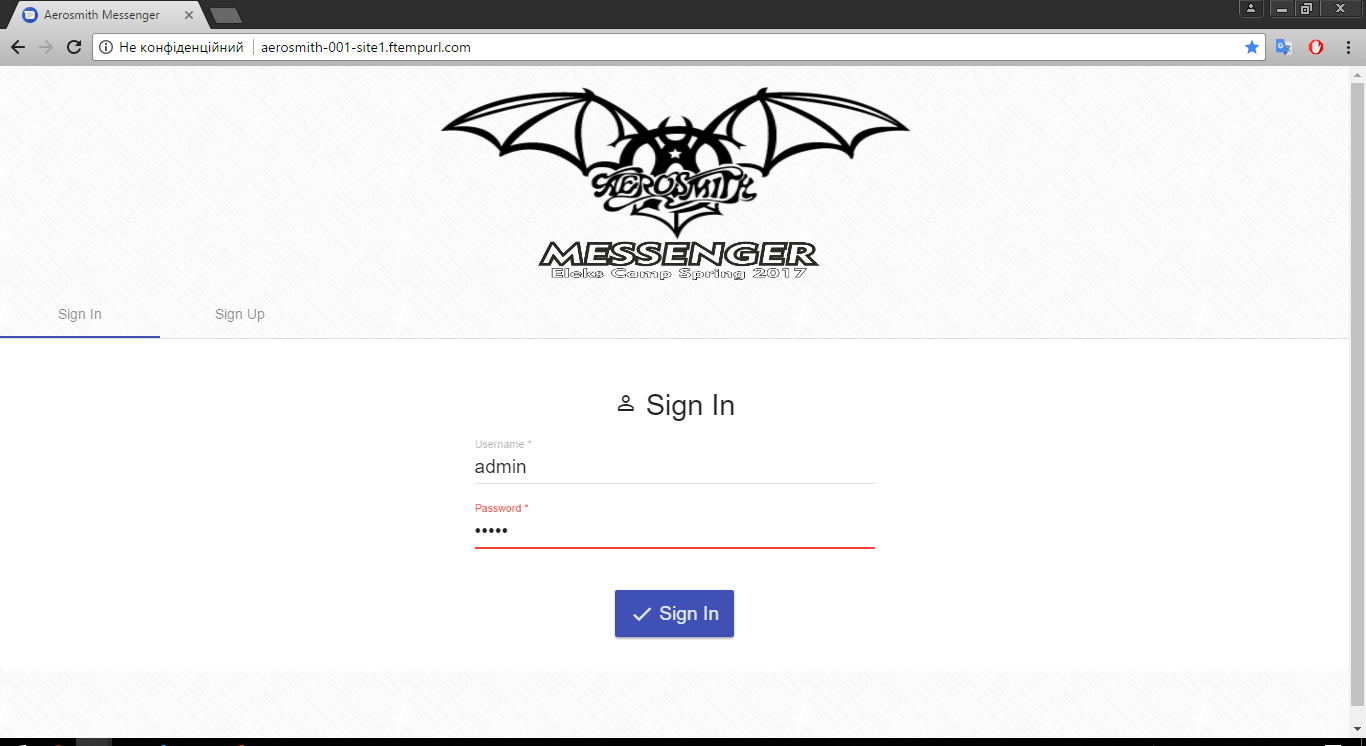 Aerosmith Messenger
Не конфіденційний
aerosmith-001-site1.ftempurl.com
AEROSMITH
MESSENGER
Eleks Camp Spring 2017
Sign In
Sign Up
Sign In
Username *
admin
Password *
•••••
Sign In